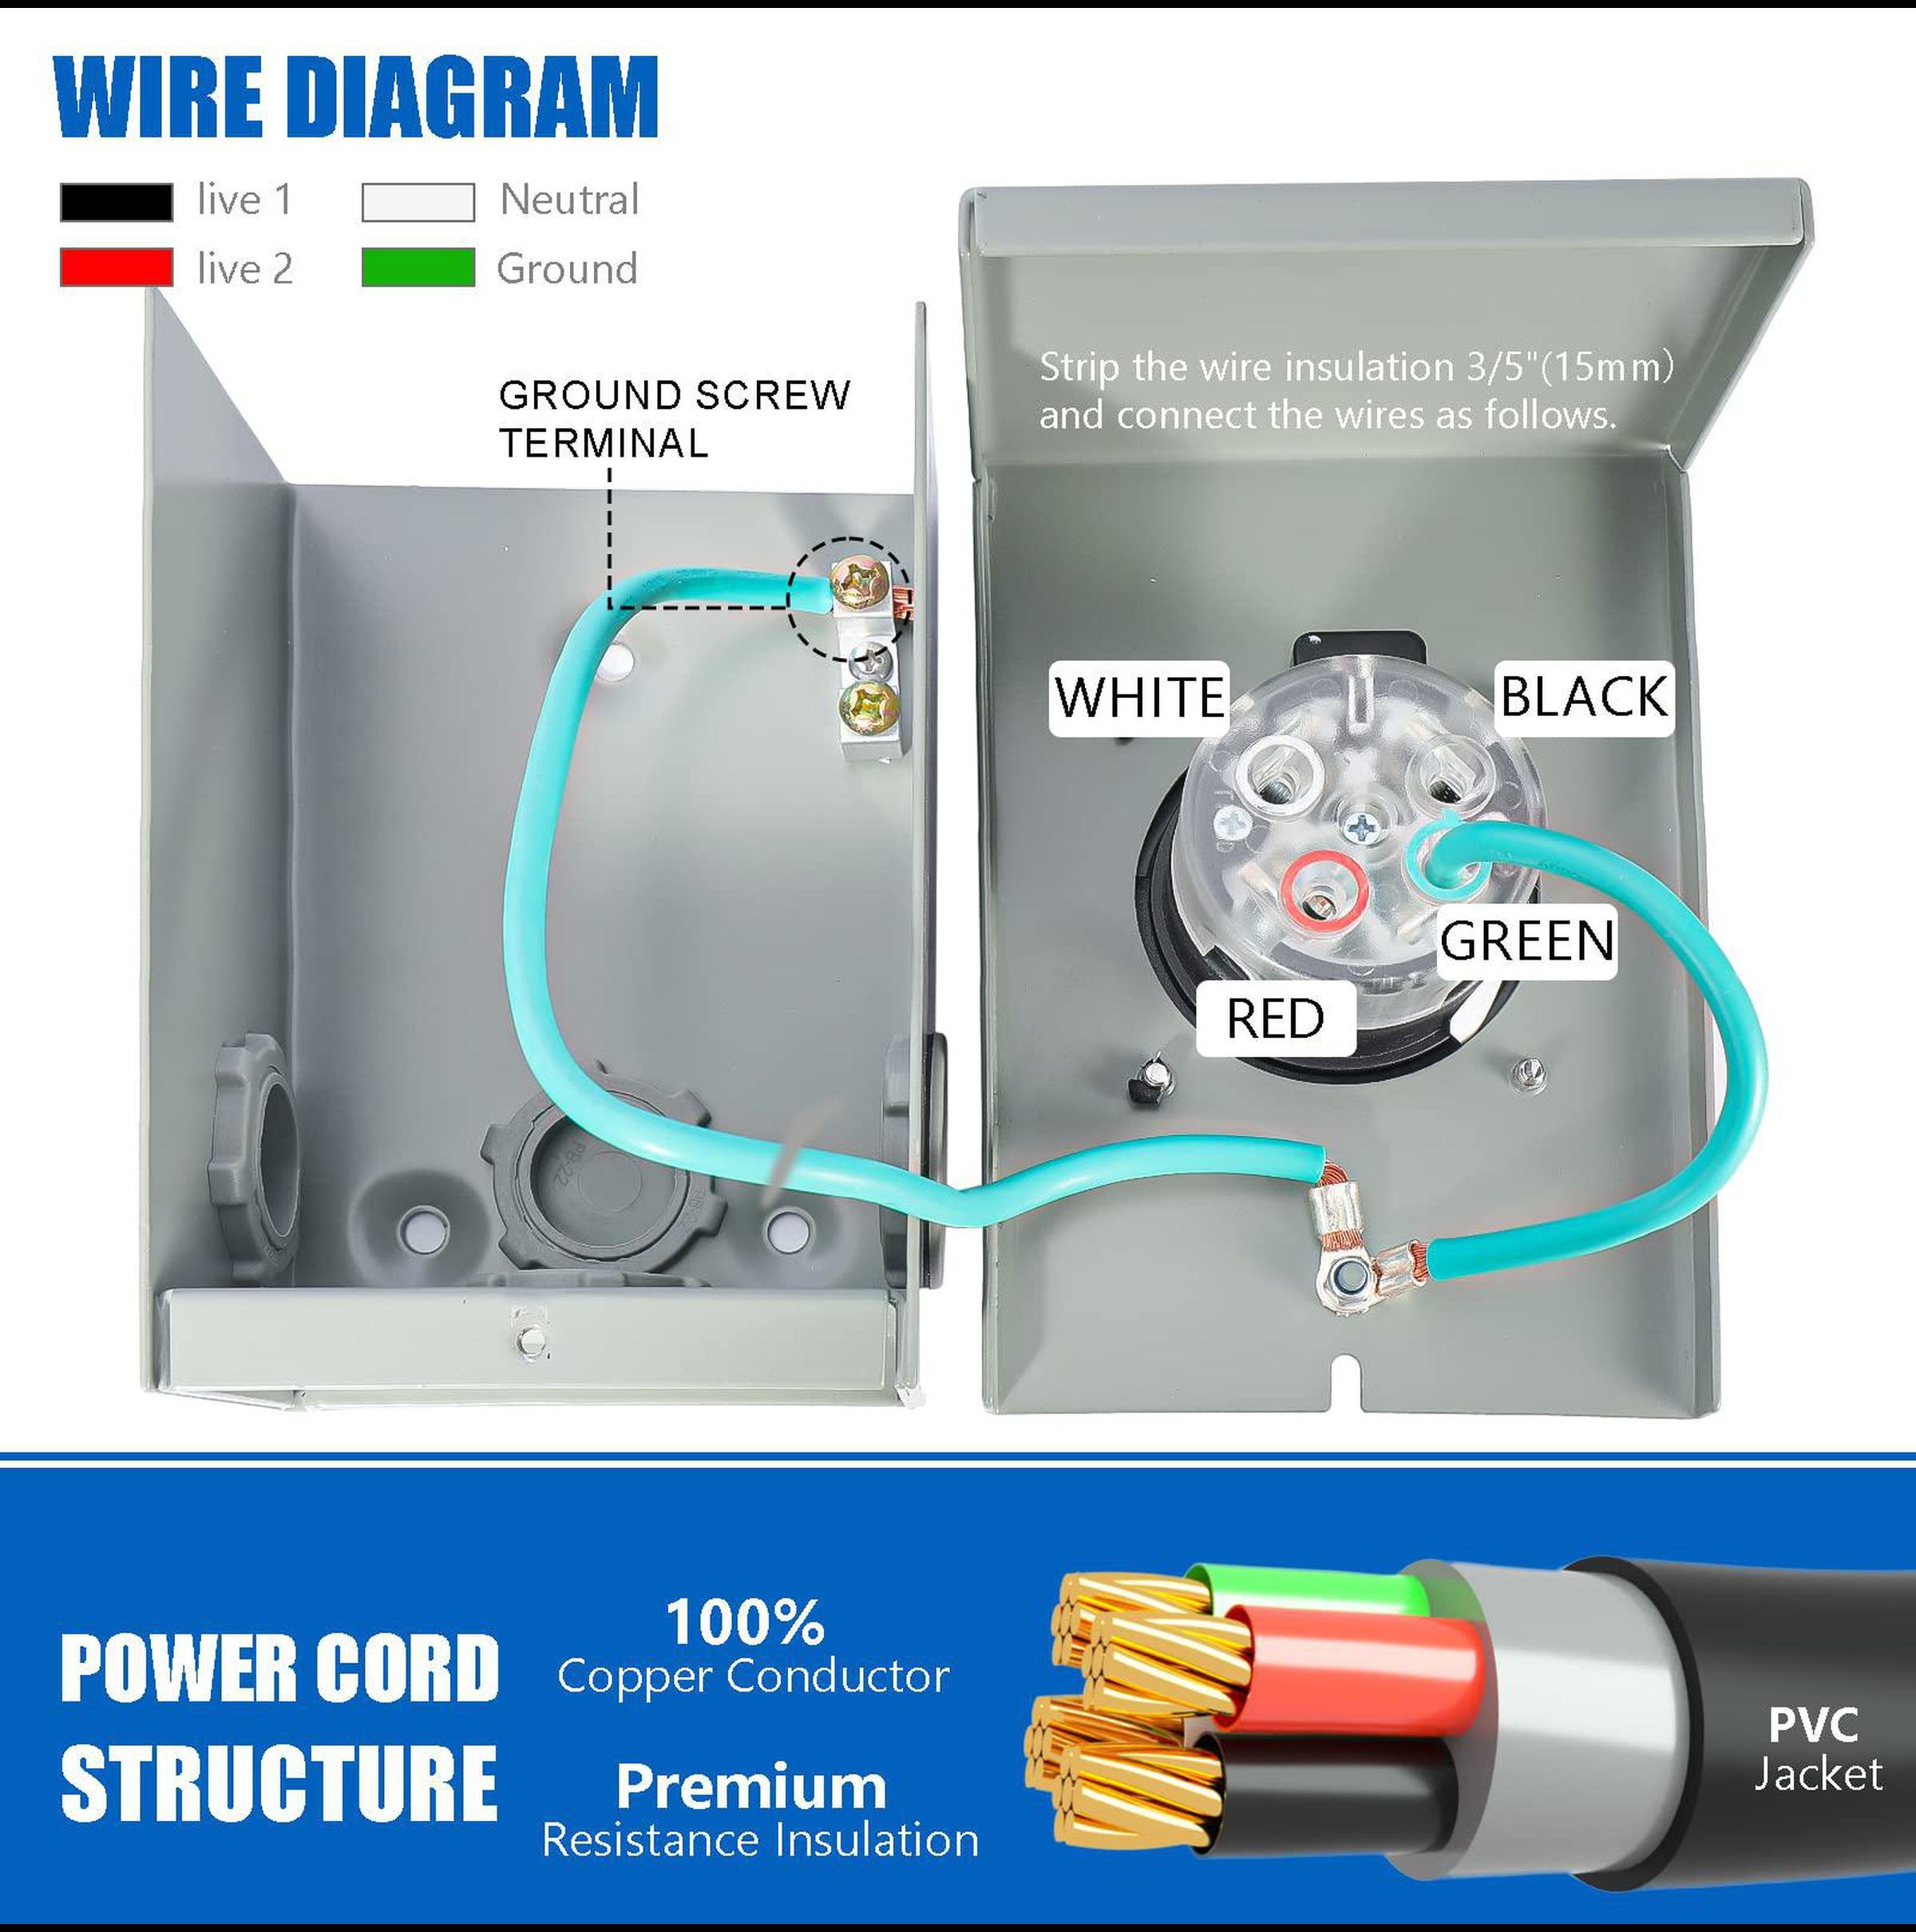 WIRE DIAGRAM
live 1
Neutral
live 2
Ground
GROUND SCREW
TERMINAL
Strip the wire insulation 3/5"(15mm)
and connect the wires as follows.
WHITE
BLACK
GREEN
RED
POWER CORD
STRUCTURE
100%
Copper Conductor
Premium
Resistance Insulation
PVC
Jacket